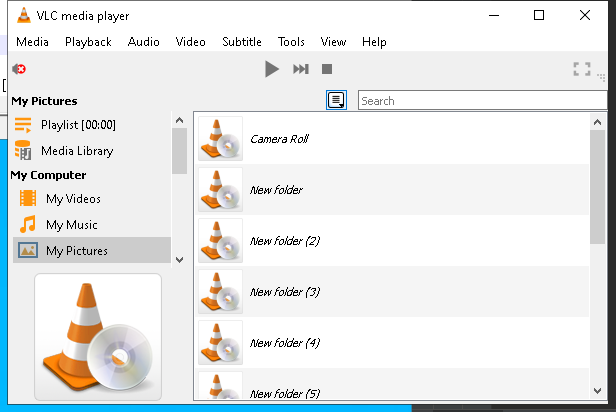 VLC media player
Media Playback Audio Video Subtitle Tools View Help
My Pictures
Search
Playlist [00:00]
Media Library
My Computer
My Videos
My Music
My Pictures
Camera Roll
New folder
New folder (2)
New folder (3)
New folder (4)
New folder (5)